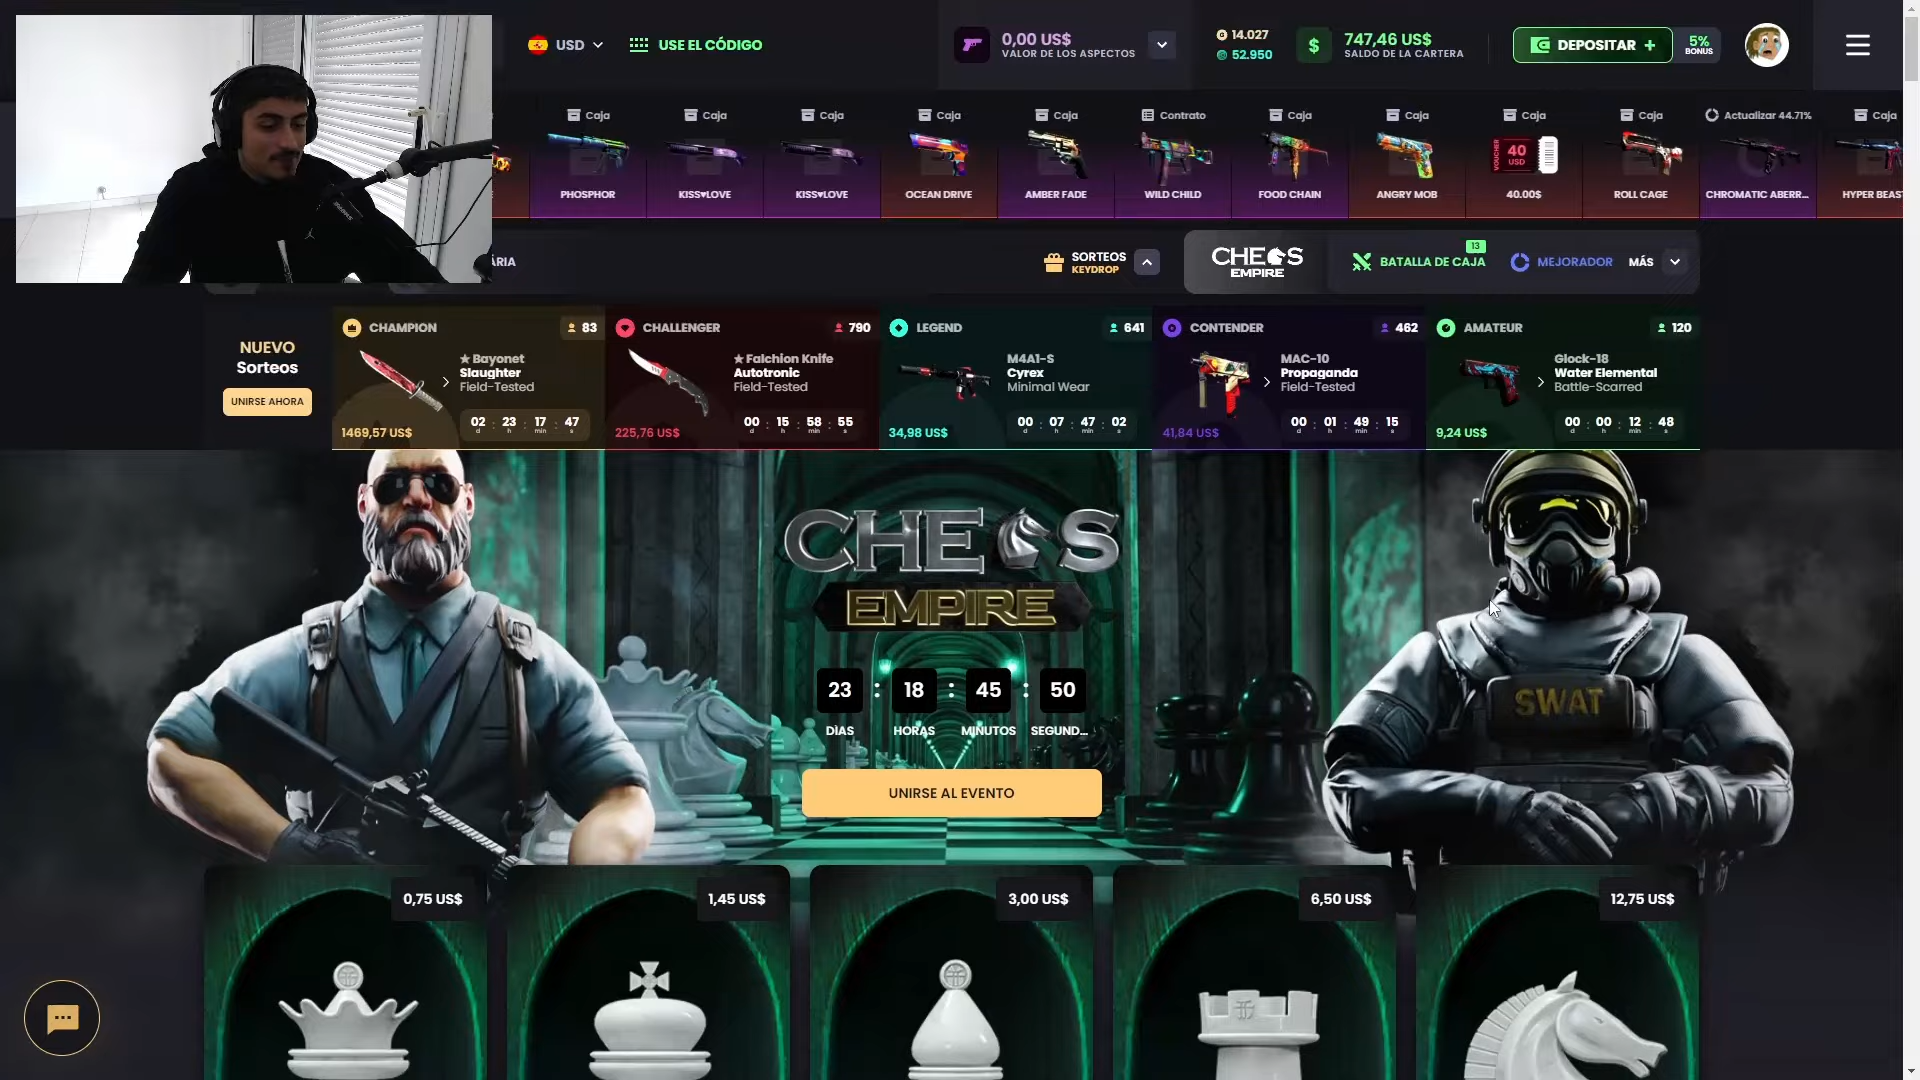 USD
USE EL CÓDIGO
0,00 US$
VALOR DE LOS ASPECTOS
14.027
52.950
$
747,46 US$
SALDO DE LA CARTERA
DEPOSITAR +
5%
BONUS
Caja
PHOSPHOR
Caja
KISS♥LOVE
Caja
KISS♥LOVE
Caja
OCEAN DRIVE
Caja
AMBER FADE
Contrato
WILD CHILD
Caja
FOOD CHAIN
Caja
ANGRY MOB
Caja
VOUCHER
40
USD
40.00$
Caja
ROLL CAGE
Actualizar 44.71%
CHROMATIC ABERR...
Caja
HYPER BEAS
ARIA
SORTEOS
KEYDROP
CHE S
EMPIRE
BATALLA DE CAJA
13
MEJORADOR
MÁS
NUEVO
Sorteos
UNIRSE AHORA
CHAMPION
83
★ Bayonet
Slaughter
Field-Tested
1469,57 US$
02 : 23 : 17 : 47
d h min s
CHALLENGER
790
★ Falchion Knife
Autotronic
Field-Tested
225,76 US$
00 : 15 : 58 : 55
d h min s
LEGEND
641
M4A1-S
Cyrex
Minimal Wear
34,98 US$
00 : 07 : 47 : 02
d h min s
CONTENDER
462
MAC-10
Propaganda
Field-Tested
41,84 US$
00 : 01 : 49 : 15
d h min s
AMATEUR
120
Glock-18
Water Elemental
Battle-Scarred
9,24 US$
00 : 00 : 12 : 48
d h min s
CHE S
EMPIRE
23 : 18 : 45 : 50
DÍAS HORAS MINUTOS SEGUND...
UNIRSE AL EVENTO
SWAT
0,75 US$
1,45 US$
3,00 US$
6,50 US$
12,75 US$